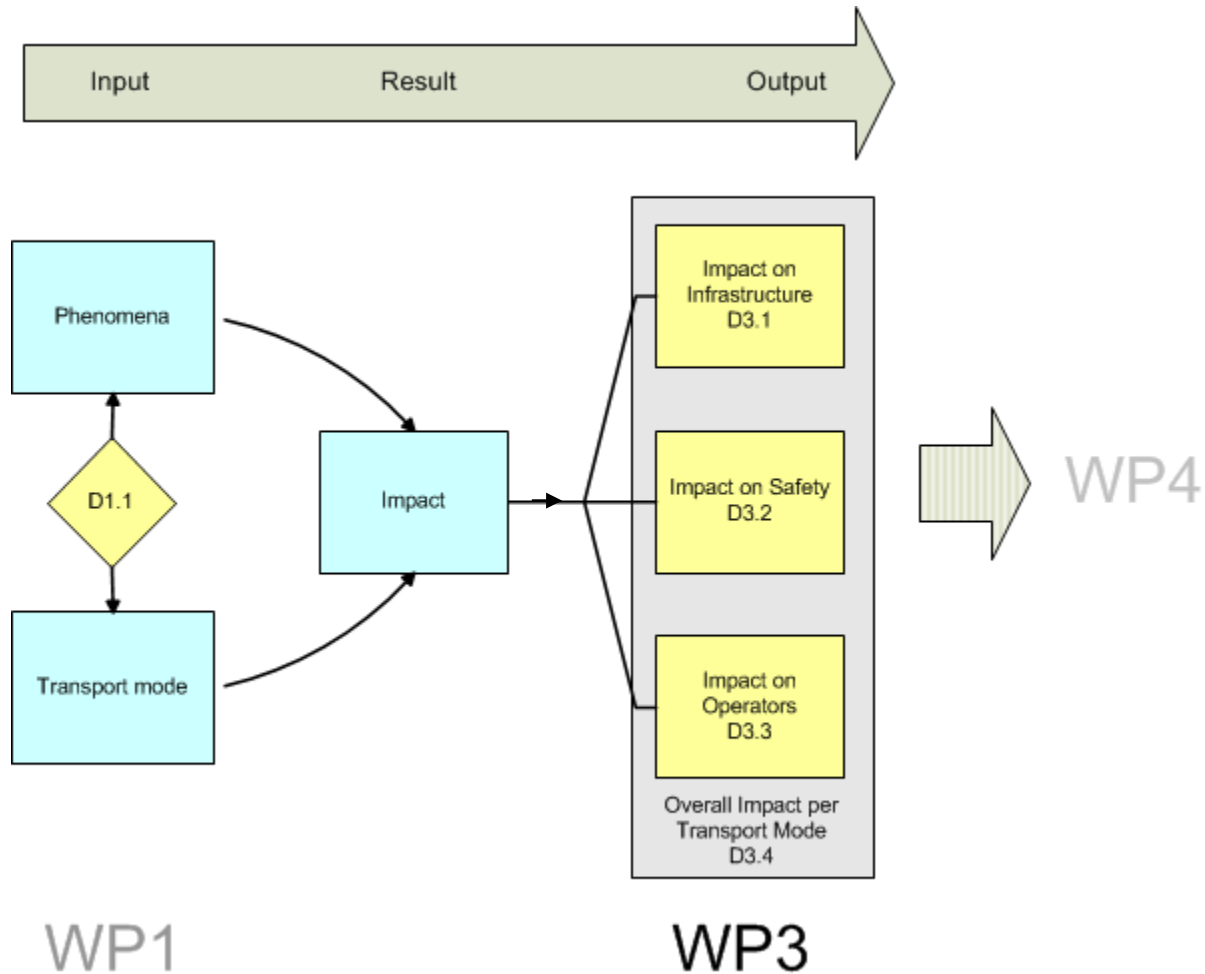 Input
Result
Output
Phenomena
D1.1
Transport mode
Impact
Impact on
Infrastructure
D3.1
Impact on Safety
D3.2
Impact on
Operators
D3.3
Overall Impact per
Transport Mode
D3.4
WP4
WP1
WP3